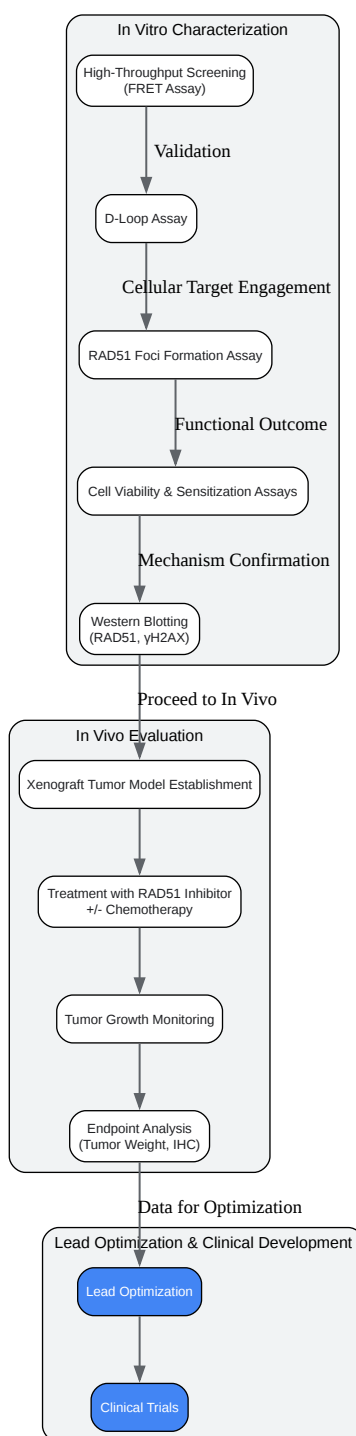 In Vitro Characterization
High-Throughput Screening
(FRET Assay)
Validation
D-Loop Assay
Cellular Target Engagement
RAD51 Foci Formation Assay
Functional Outcome
Cell Viability & Sensitization Assays
Mechanism Confirmation
Western Blotting
(RAD51, γH2AX)
Proceed to In Vivo
In Vivo Evaluation
Xenograft Tumor Model Establishment
Treatment with RAD51 Inhibitor
+/- Chemotherapy
Tumor Growth Monitoring
Endpoint Analysis
(Tumor Weight, IHC)
Data for Optimization
Lead Optimization & Clinical Development
Lead Optimization
Clinical Trials